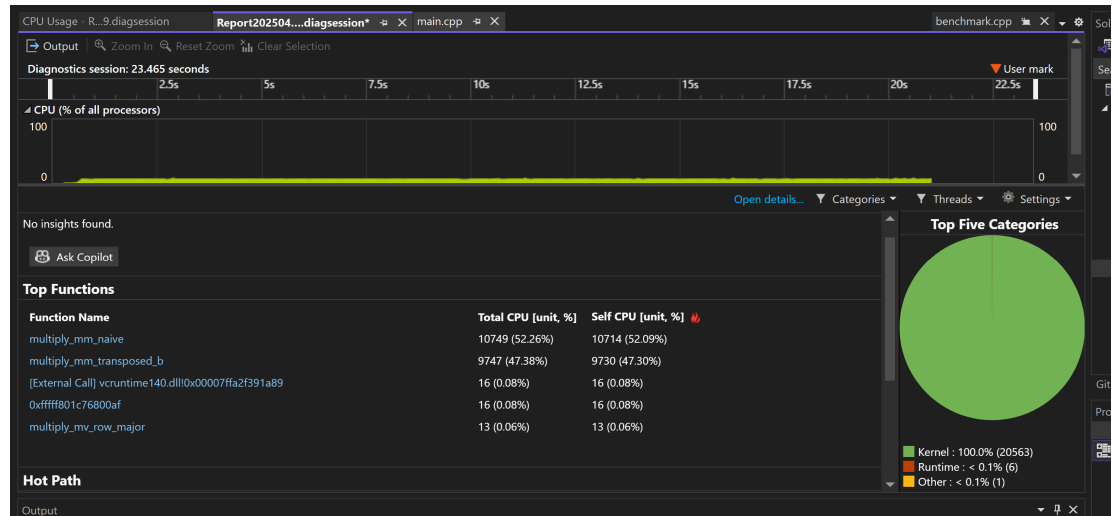 CPU Usage - R...9.diagsession Report202504....diagsession* main.cpp benchmark.cpp Sol
Output Zoom In Reset Zoom Clear Selection
Diagnostics session: 23.465 seconds User mark Sea
2.5s 5s 7.5s 10s 12.5s 15s 17.5s 20s 22.5s
CPU (% of all processors)
100 100
0 0
Open details... Categories Threads Settings
No insights found.
Ask Copilot
Top Five Categories
Top Functions
Function Name Total CPU [unit, %] Self CPU [unit, %]
multiply_mm_naive 10749 (52.26%) 10714 (52.09%)
multiply_mm_transposed_b 9747 (47.38%) 9730 (47.30%)
[External Call] vcruntime140.dll!0x00007ffa2f391a89 16 (0.08%) 16 (0.08%)
Git
0xfffff801c76800af 16 (0.08%) 16 (0.08%)
Pro
multiply_mv_row_major 13 (0.06%) 13 (0.06%)
Kernel : 100.0% (20563)
Runtime : < 0.1% (6)
Other : < 0.1% (1)
Hot Path
Output